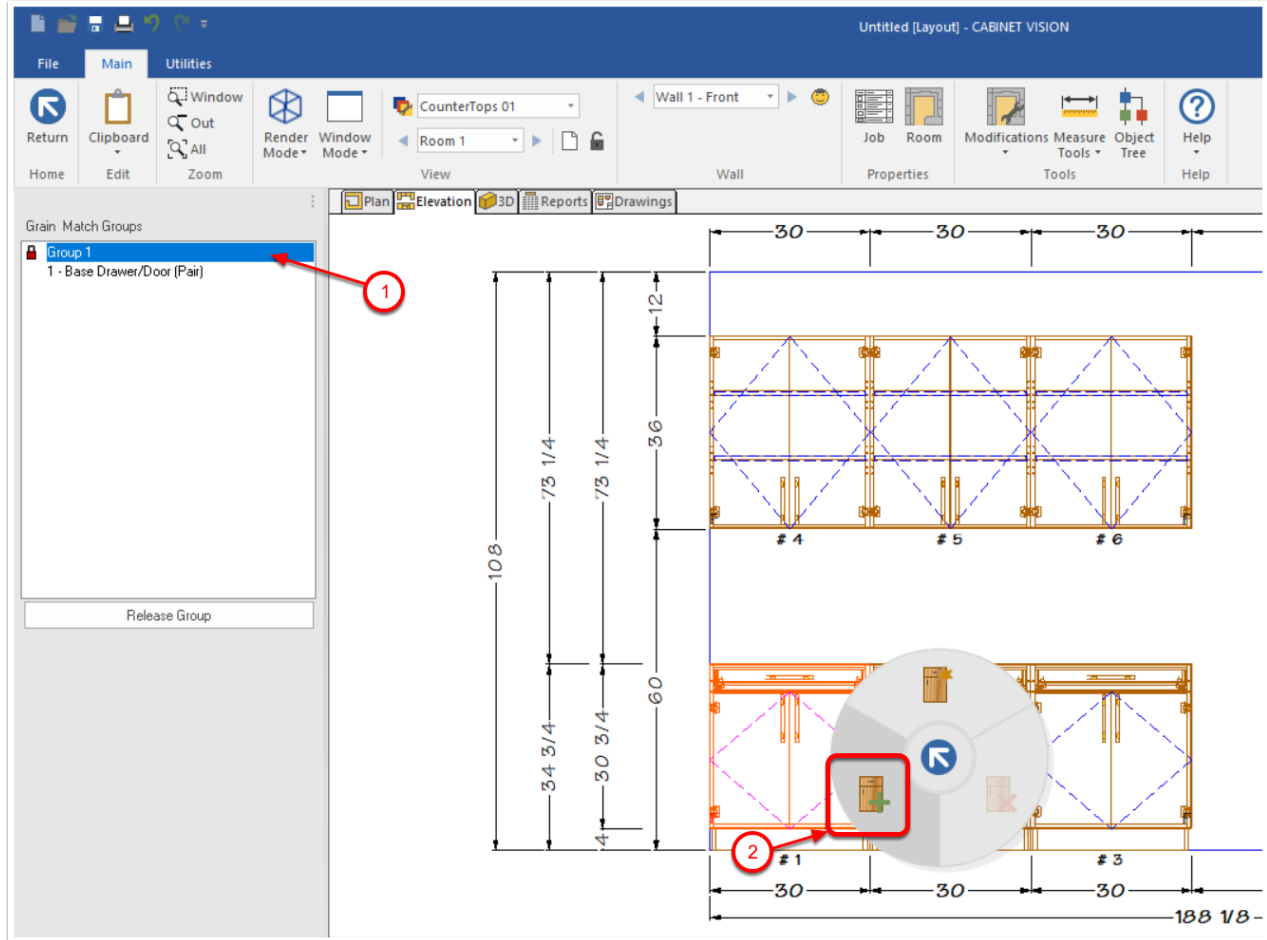 Untitled [Layout] - CABINET VISION
File Main Utilities
Return
Home
Clipboard
Edit
Window
Out
All
Zoom
Render Mode
Window Mode
CounterTops 01
Room 1
View
Wall 1 - Front
Wall
Job
Room
Properties
Modifications
Measure Tools
Object Tree
Tools
Help
Help
Grain Match Groups
Group 1
1 - Base Drawer/Door (Pair)
Release Group
Plan Elevation 3D Reports Drawings
1
30 30 30
12
36
73 1/4 73 1/4
108
# 4 # 5 # 6
60
34 3/4 30 3/4
4
2
# 1 # 3
30 30 30
188 1/8